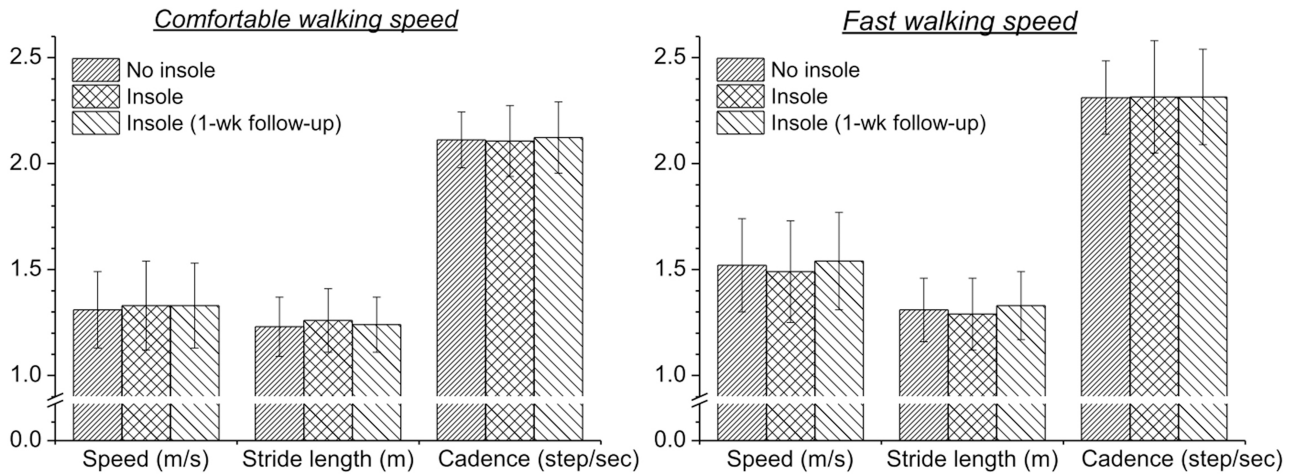 Comfortable walking speed
2.5
2.0
1.5
1.0
0.0
No insole
Insole
Insole (1-wk follow-up)
Speed (m/s)
Stride length (m)
Cadence (step/sec)
Fast walking speed
2.5
2.0
1.5
1.0
0.0
No insole
Insole
Insole (1-wk follow-up)
Speed (m/s)
Stride length (m)
Cadence (step/sec)